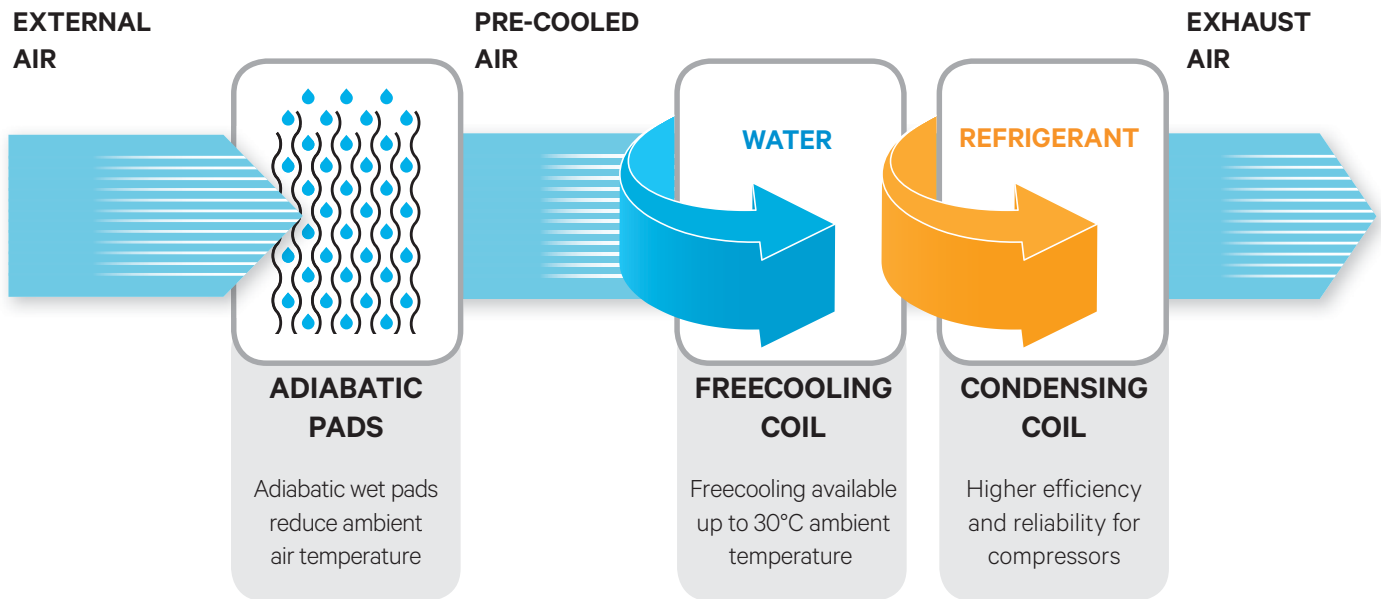 EXTERNAL
AIR
PRE-COOLED
AIR
EXHAUST
AIR
WATER
REFRIGERANT
ADIABATIC
PADS
Adiabatic wet pads
reduce ambient
air temperature
FREECOOLING
COIL
Freecooling available
up to 30°C ambient
temperature
CONDENSING
COIL
Higher efficiency
and reliability for
compressors